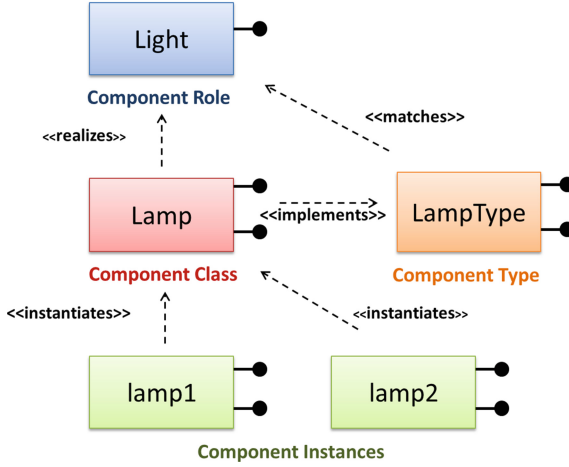 Light
Component Role
<<realizes>>
<<matches>>
Lamp
<<implements>>
LampType
Component Class
Component Type
<<instantiates>>
<<instantiates>>
lamp1
lamp2
Component Instances